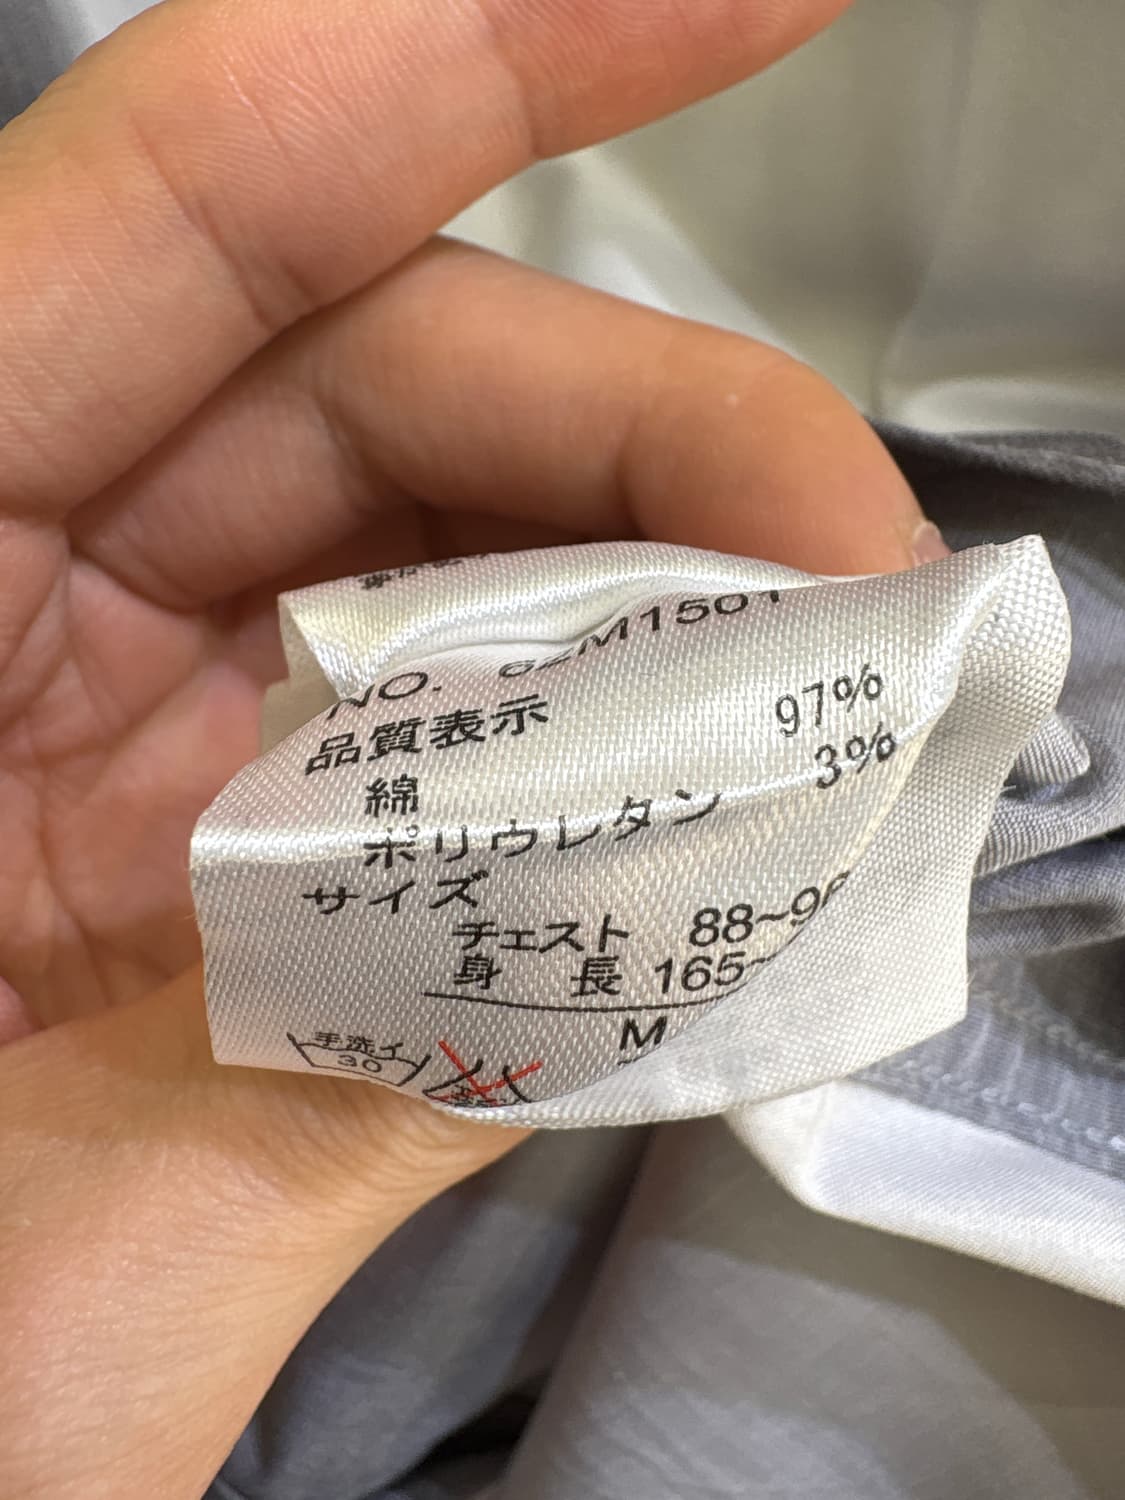 NO. 62M1501
品質表示
綿 97%
ポリウレタン 3%
サイズ
チェスト 88~96
身 長 165~
M
手洗イ
30